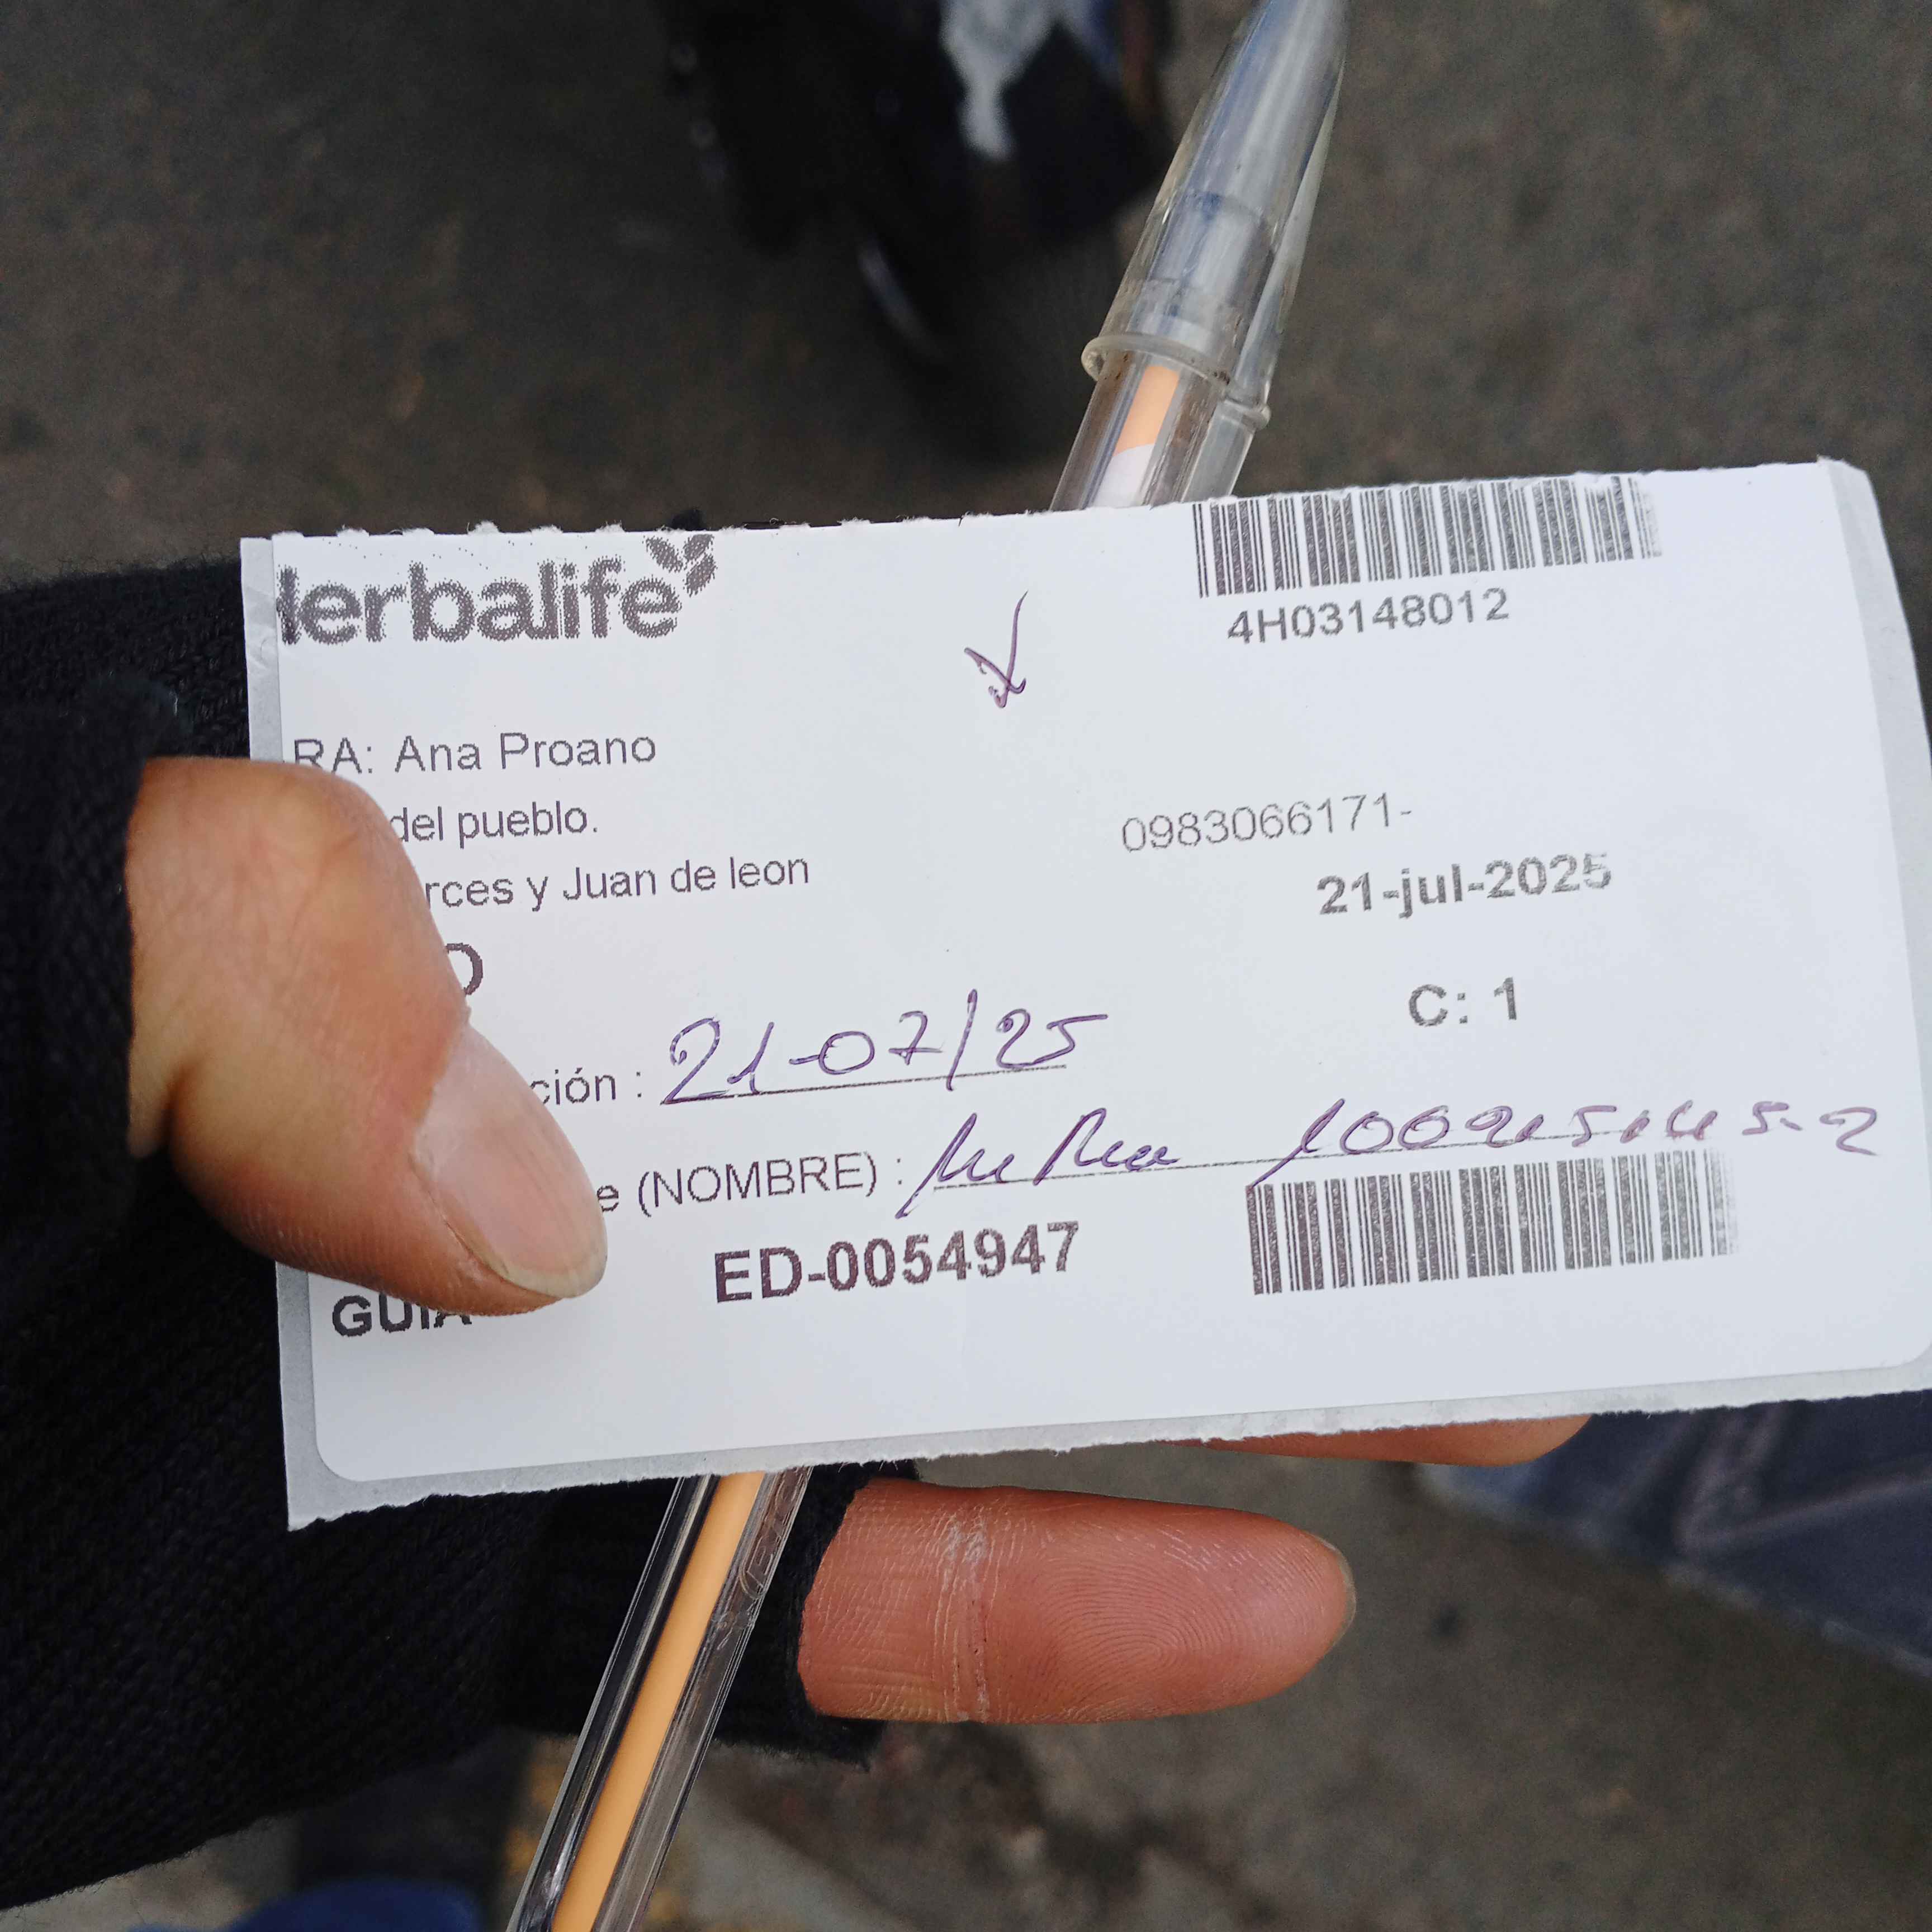 Herbalife
4H03148012
RA: Ana Proano
del pueblo.
0983066171-
rces y Juan de leon
21-jul-2025
O
C: 1
ción : 21-07/25
e (NOMBRE) :
GUIA ED-0054947